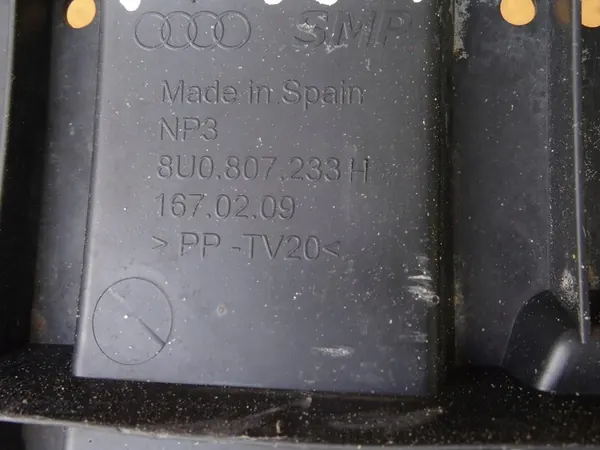 SMP
Made in Spain
NP3
8U0.807.233 H
167.02.09
>PP-TV20<